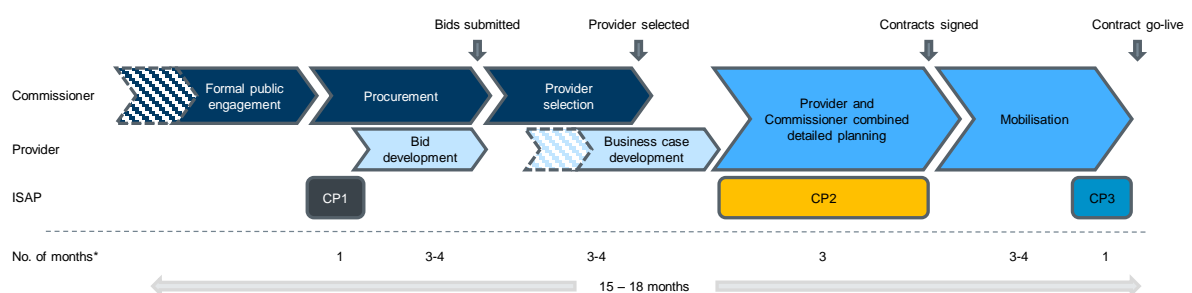 Bids submitted
Provider selected
Contracts signed
Contract go-live
Commissioner
Formal public
engagement
Procurement
Provider
selection
Provider and
Commissioner combined
detailed planning
Mobilisation
Provider
Bid
development
Business case
development
ISAP
CP1
CP2
CP3
No. of months*
1
3-4
3-4
3
3-4
1
15 – 18 months